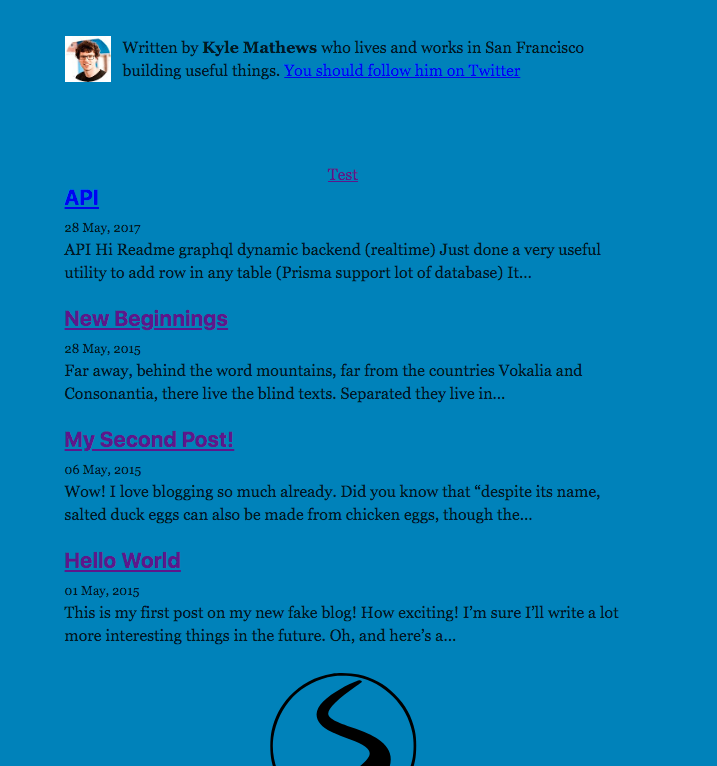 Written by Kyle Mathews who lives and works in San Francisco
building useful things. You should follow him on Twitter
Test
API
28 May, 2017
API Hi Readme graphql dynamic backend (realtime) Just done a very useful
utility to add row in any table (Prisma support lot of database) It…
New Beginnings
28 May, 2015
Far away, behind the word mountains, far from the countries Vokalia and
Consonantia, there live the blind texts. Separated they live in…
My Second Post!
06 May, 2015
Wow! I love blogging so much already. Did you know that “despite its name,
salted duck eggs can also be made from chicken eggs, though the…
Hello World
01 May, 2015
This is my first post on my new fake blog! How exciting! I’m sure I’ll write a lot
more interesting things in the future. Oh, and here’s a…